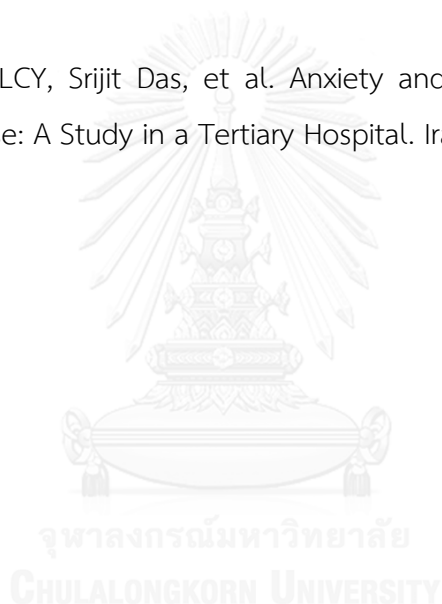 LCY, Srijit Das, et al. Anxiety and
e: A Study in a Tertiary Hospital. Ira
จุฬาลงกรณ์มหาวิทยาลัย
CHULALONGKORN UNIVERSITY